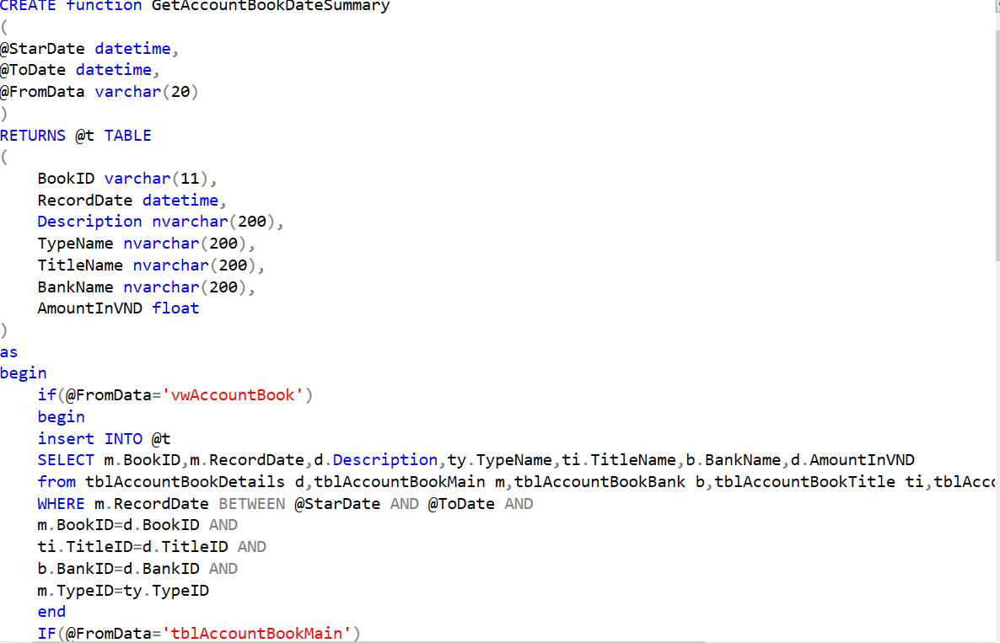 CREATE function GetAccountBookDateSummary
(
@StarDate datetime,
@ToDate datetime,
@FromData varchar(20)
)
RETURNS @t TABLE
(
    BookID varchar(11),
    RecordDate datetime,
    Description nvarchar(200),
    TypeName nvarchar(200),
    TitleName nvarchar(200),
    BankName nvarchar(200),
    AmountInVND float
)
as
begin
    if(@FromData='vwAccountBook')
    begin
    insert INTO @t
    SELECT m.BookID,m.RecordDate,d.Description,ty.TypeName,ti.TitleName,b.BankName,d.AmountInVND
    from tblAccountBookDetails d,tblAccountBookMain m,tblAccountBookBank b,tblAccountBookTitle ti,
    WHERE m.RecordDate BETWEEN @StarDate AND @ToDate AND
    m.BookID=d.BookID AND
    ti.TitleID=d.TitleID AND
    b.BankID=d.BankID AND
    m.TypeID=ty.TypeID
    end
    IF(@FromData='tblAccountBookMain')